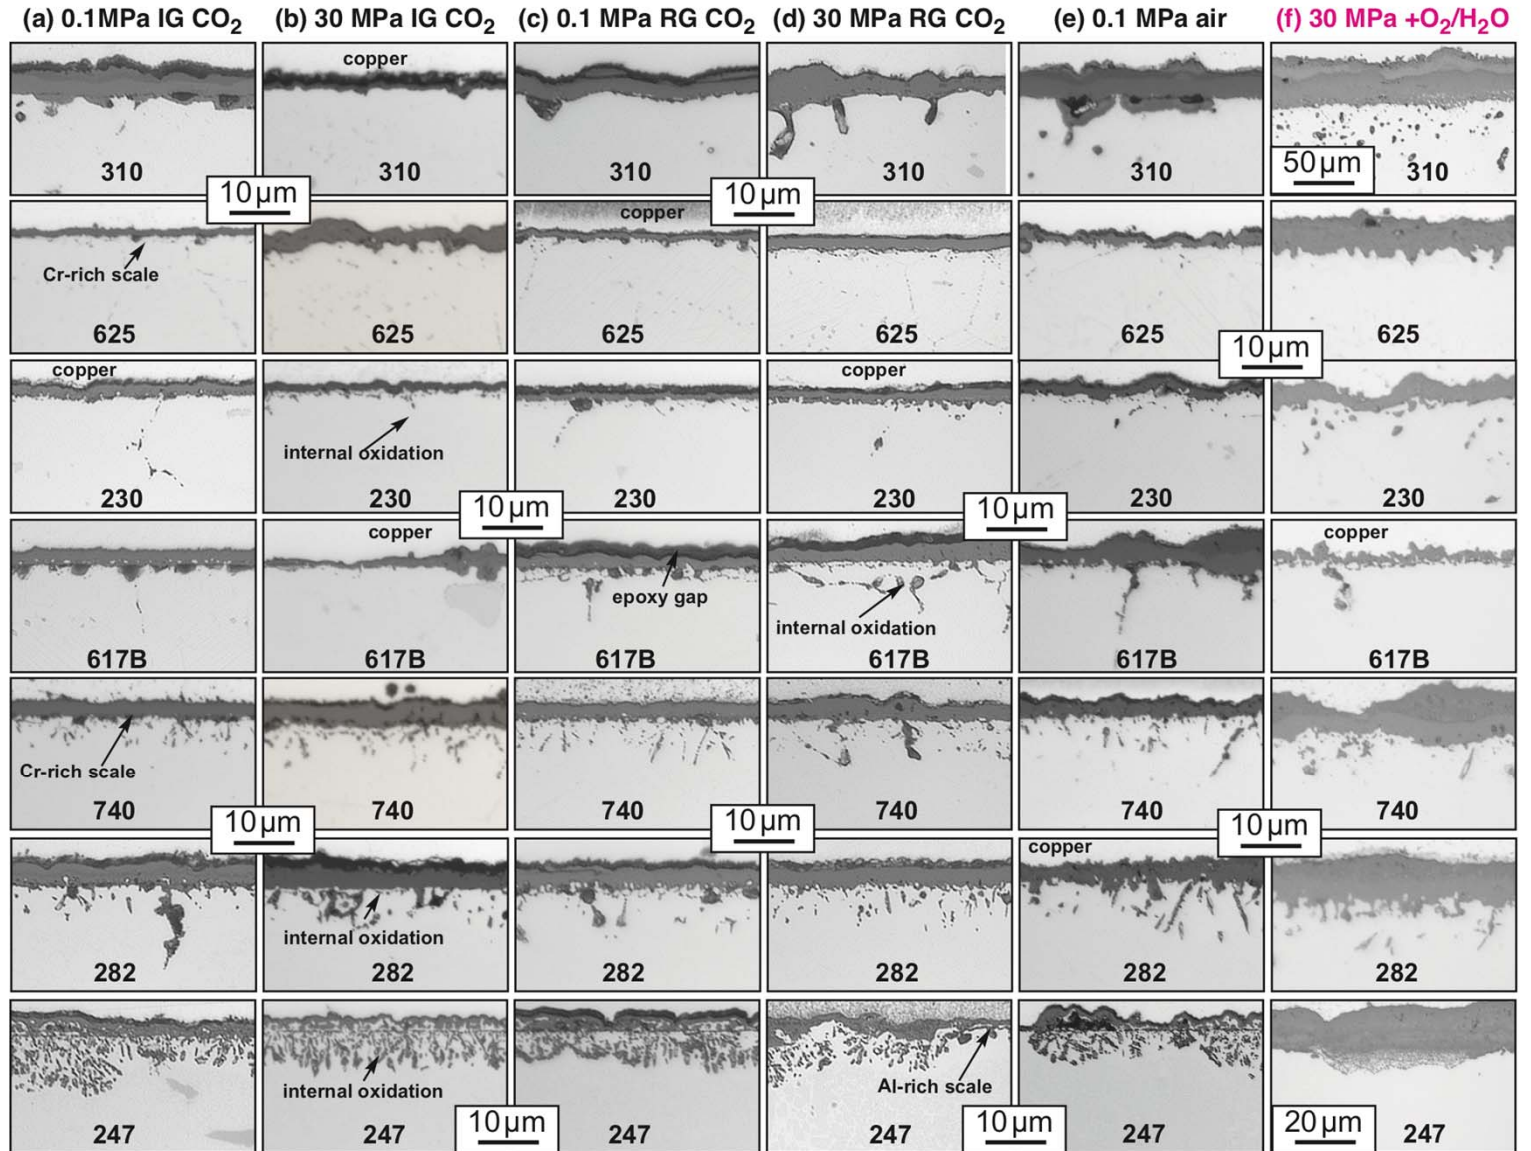 (a) 0.1MPa IG CO2 (b) 30 MPa IG CO2 (c) 0.1 MPa RG CO2 (d) 30 MPa RG CO2 (e) 0.1 MPa air (f) 30 MPa +O2/H2O
copper
310 310 310 310 310 310
10 µm 10 µm 50 µm
copper
Cr-rich scale
625 625 625 625 625 625
10 µm
copper copper
internal oxidation
230 230 230 230 230 230
10 µm 10 µm
copper copper
epoxy gap
internal oxidation
617B 617B 617B 617B 617B 617B
Cr-rich scale
740 740 740 740 740 740
10 µm 10 µm 10 µm
copper
internal oxidation
282 282 282 282 282 282
internal oxidation Al-rich scale
247 247 247 247 247 247
10 µm 10 µm 20 µm